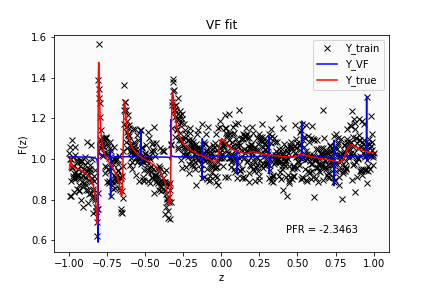 VF fit
1.6
1.4
1.2
1.0
0.8
0.6
F(z)
Y_train
Y_VF
Y_true
PFR = -2.3463
−1.00 −0.75 −0.50 −0.25 0.00 0.25 0.50 0.75 1.00
z